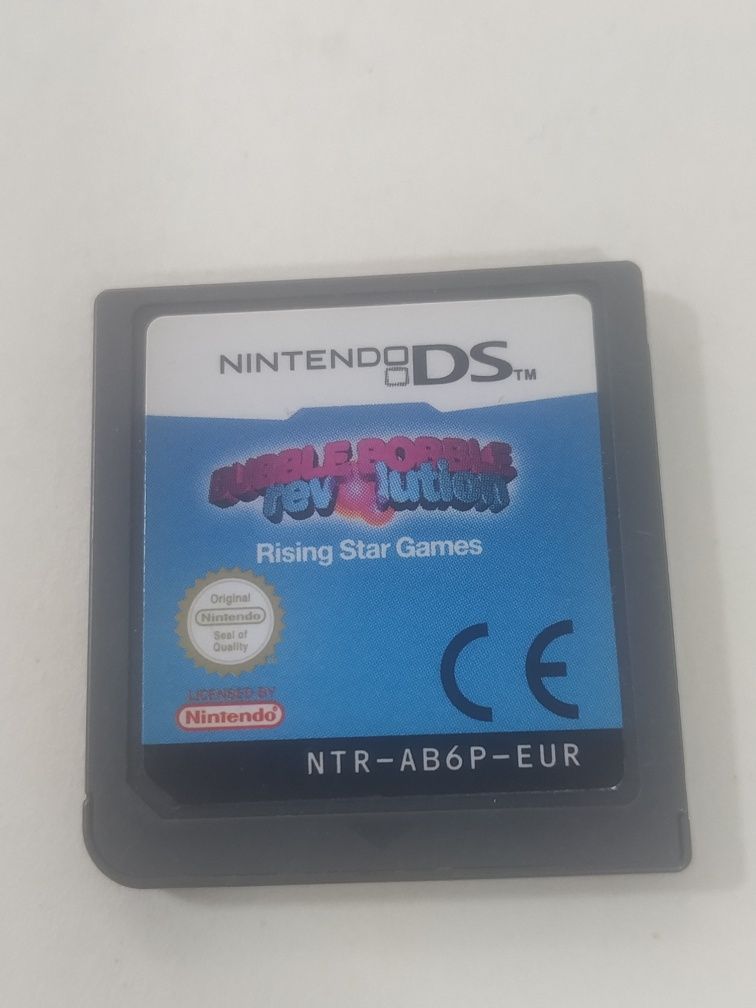 NINTENDO DS™
BUBBLE BOBBLE
revolution
Rising Star Games
Original
Nintendo
Seal of
Quality
LICENSED BY
Nintendo®
CE
NTR-AB6P-EUR